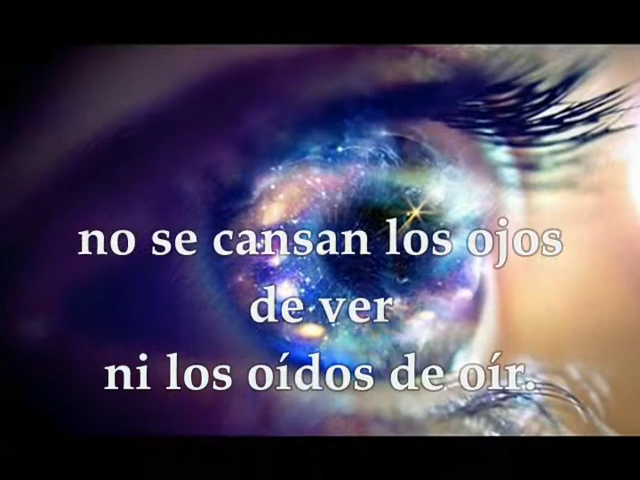 no se cansan los ojos
de ver
ni los oídos de oír.